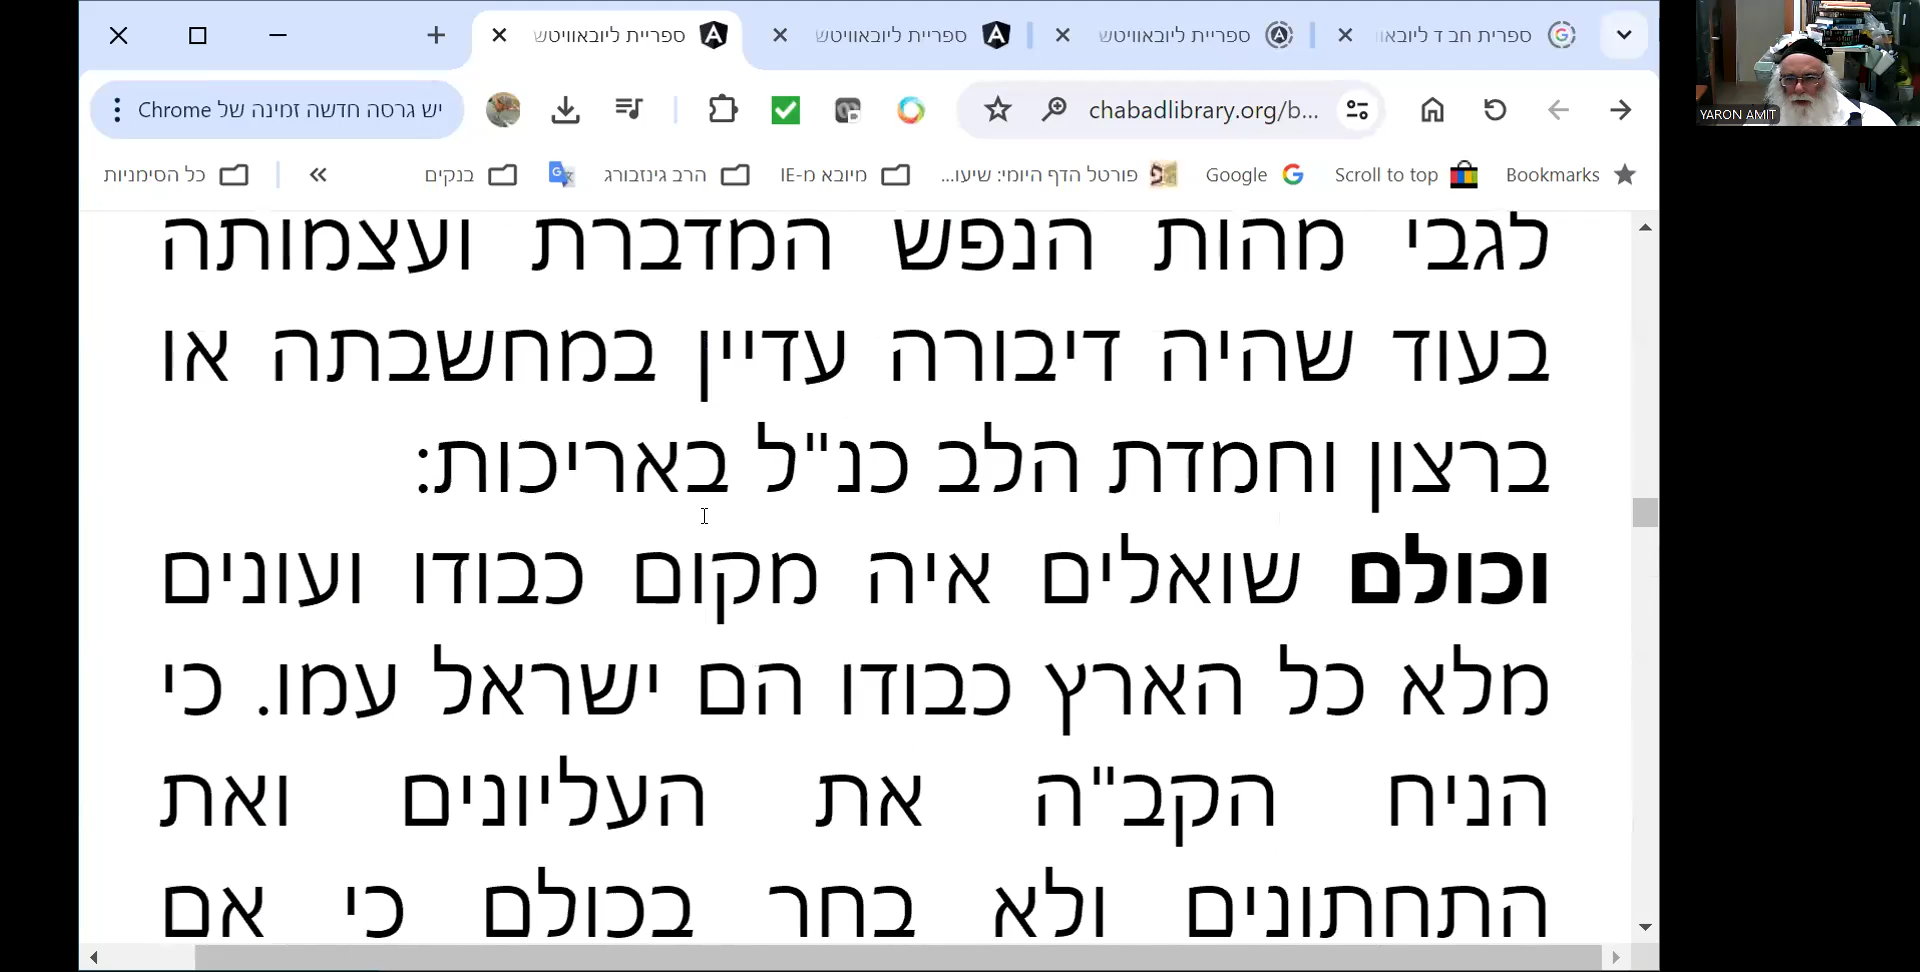 ספריית ליובאוויטש
ספריית ליובאוויטש
ספריית ליובאוויטש
ספרית חב ד ליובאוו
יש גרסה חדשה זמינה של Chrome
chabadlibrary.org/b...
כל הסימניות
«
בנקים
הרב גינזבורג
מיובא מ-IE
פורטל הדף היומי: שיעו...
Google
Scroll to top
Bookmarks
YARON AMIT
לגבי מהות הנפש המדברת ועצמותה
בעוד שהיה דיבורה עדיין במחשבתה או
ברצון וחמדת הלב כנ"ל באריכות:
וכולם שואלים איה מקום כבודו ועונים
מלא כל הארץ כבודו הם ישראל עמו. כי
הניח הקב"ה את העליונים ואת
התחתונים ולא בחר בכולם כי אם